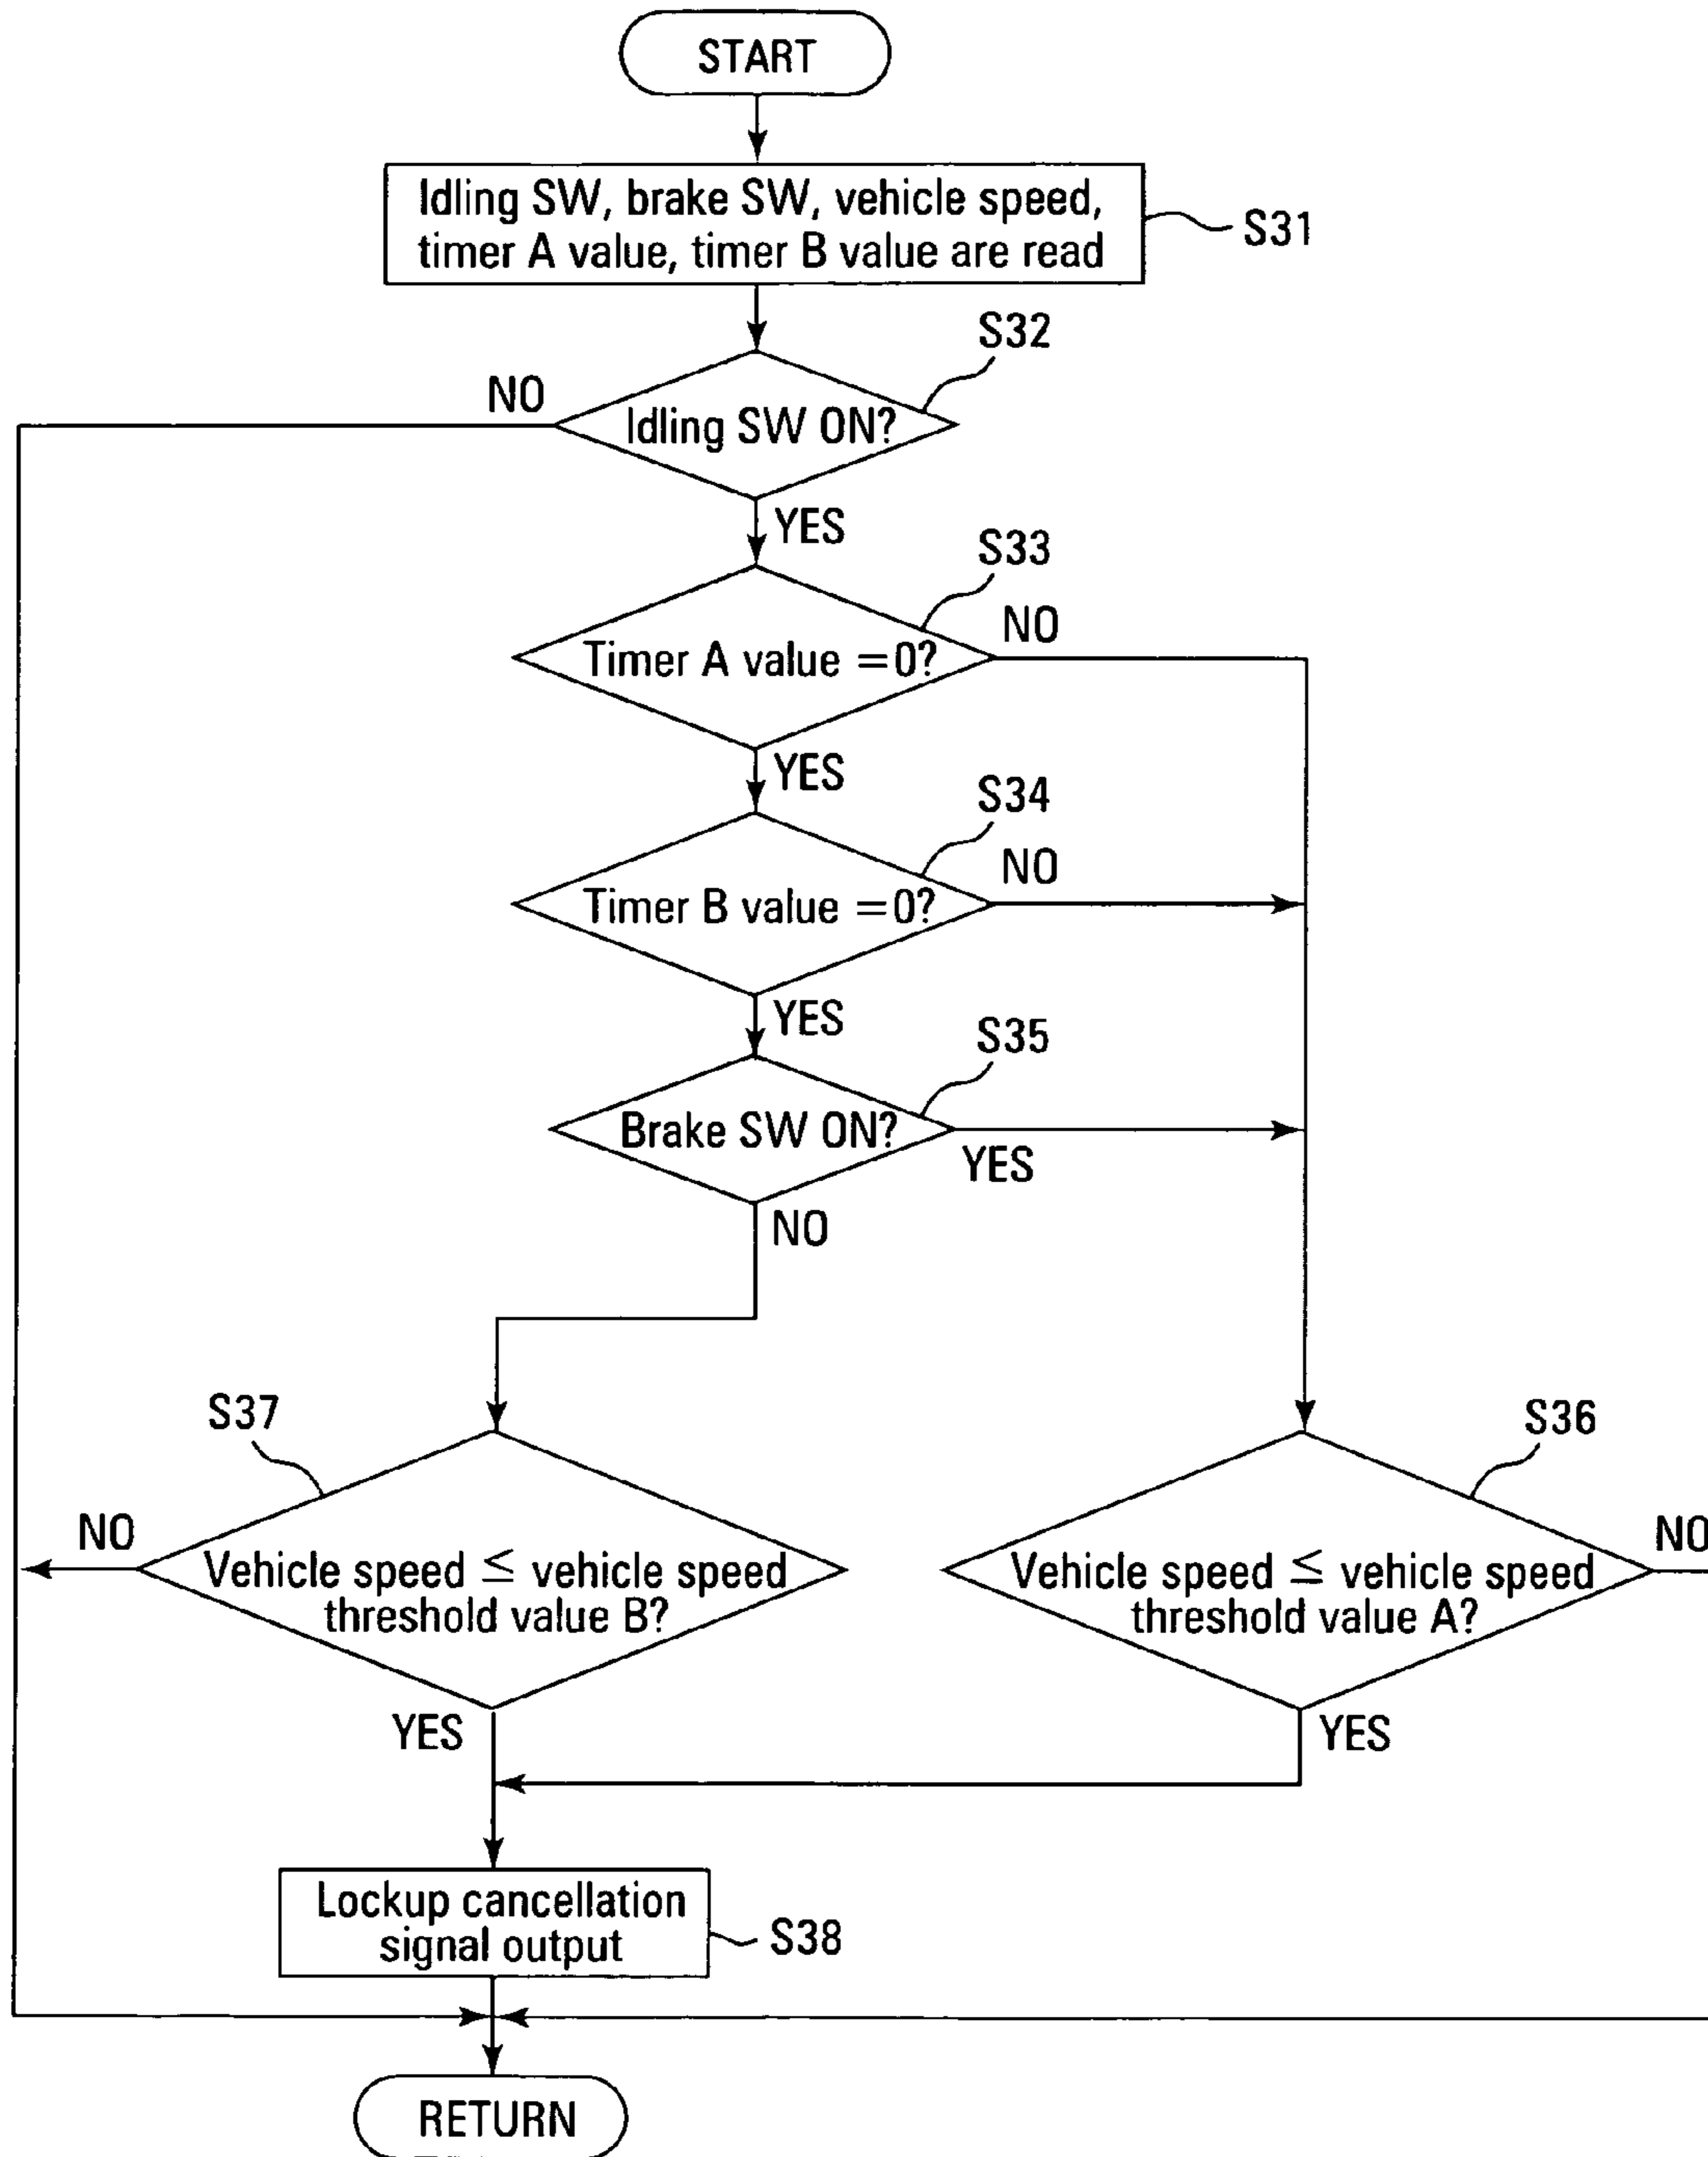 START
Idling SW, brake SW, vehicle speed,
timer A value, timer B value are read
S31
S32
NO
Idling SW ON?
YES
S33
NO
Timer A value =0?
YES
S34
NO
Timer B value =0?
YES
S35
Brake SW ON?
YES
NO
S37
S36
NO
Vehicle speed ≦ vehicle speed
threshold value B?
NO
Vehicle speed ≦ vehicle speed
threshold value A?
YES
YES
Lockup cancellation
signal output
S38
RETURN